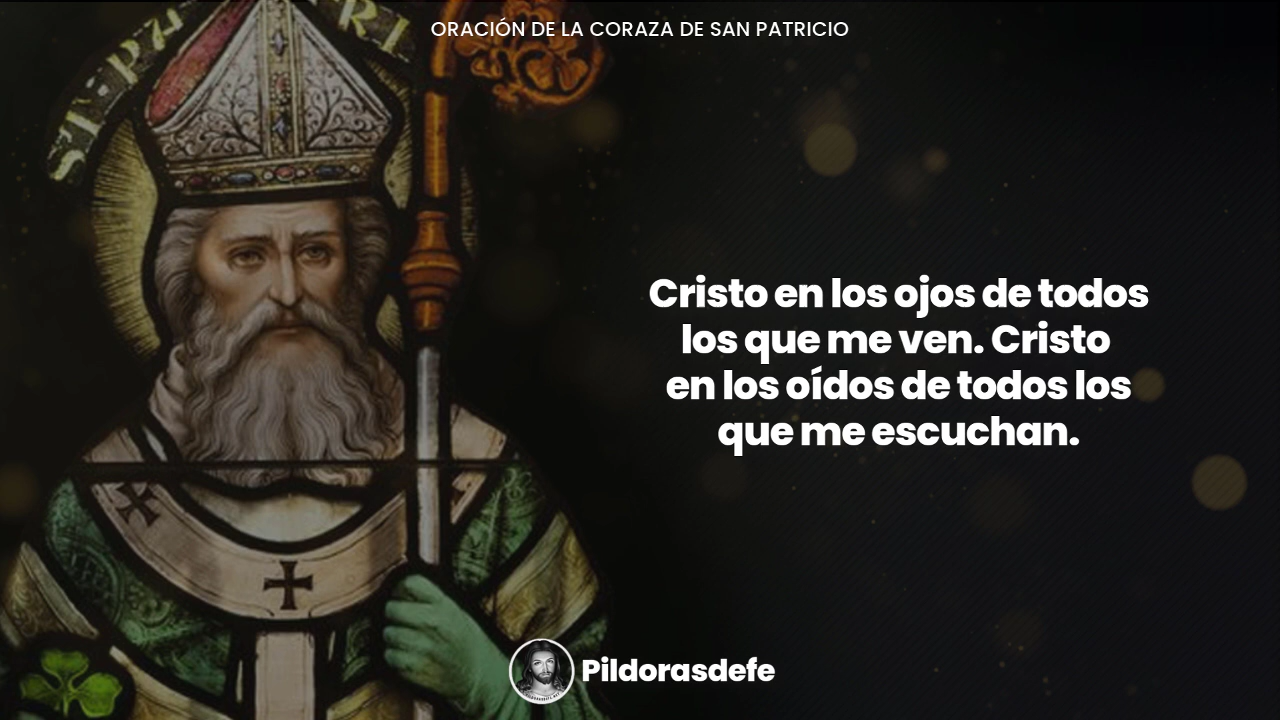 ORACIÓN DE LA CORAZA DE SAN PATRICIO
Cristo en los ojos de todos
los que me ven. Cristo
en los oídos de todos los
que me escuchan.
Pildorasdefe